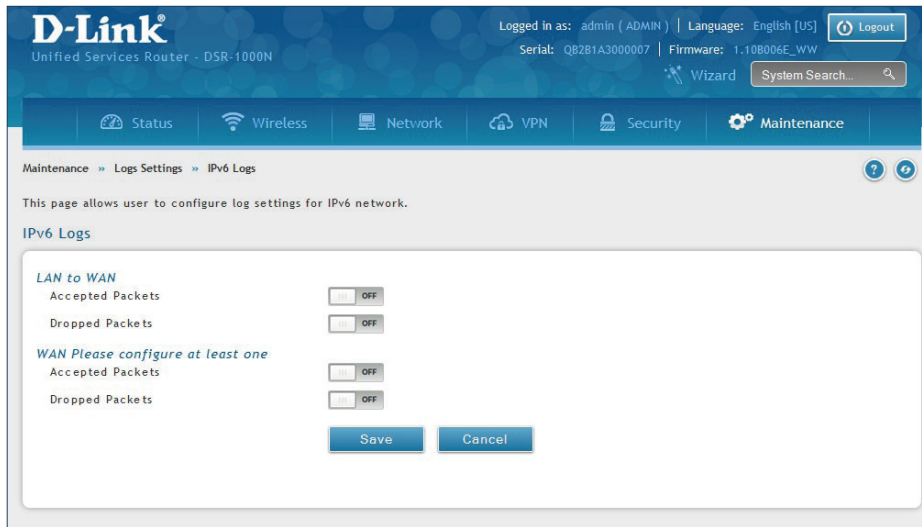 D-Link®
Unified Services Router - DSR-1000N
Logged in as: admin ( ADMIN ) | Language: English [US]
Logout
Serial: QB2B1A3000007 | Firmware: 1.10B006E_WW
Wizard
System Search...
Status
Wireless
Network
VPN
Security
Maintenance
Maintenance » Logs Settings » IPv6 Logs
?
This page allows user to configure log settings for IPv6 network.
IPv6 Logs
LAN to WAN
Accepted Packets OFF
Dropped Packets OFF
WAN Please configure at least one
Accepted Packets OFF
Dropped Packets OFF
Save Cancel